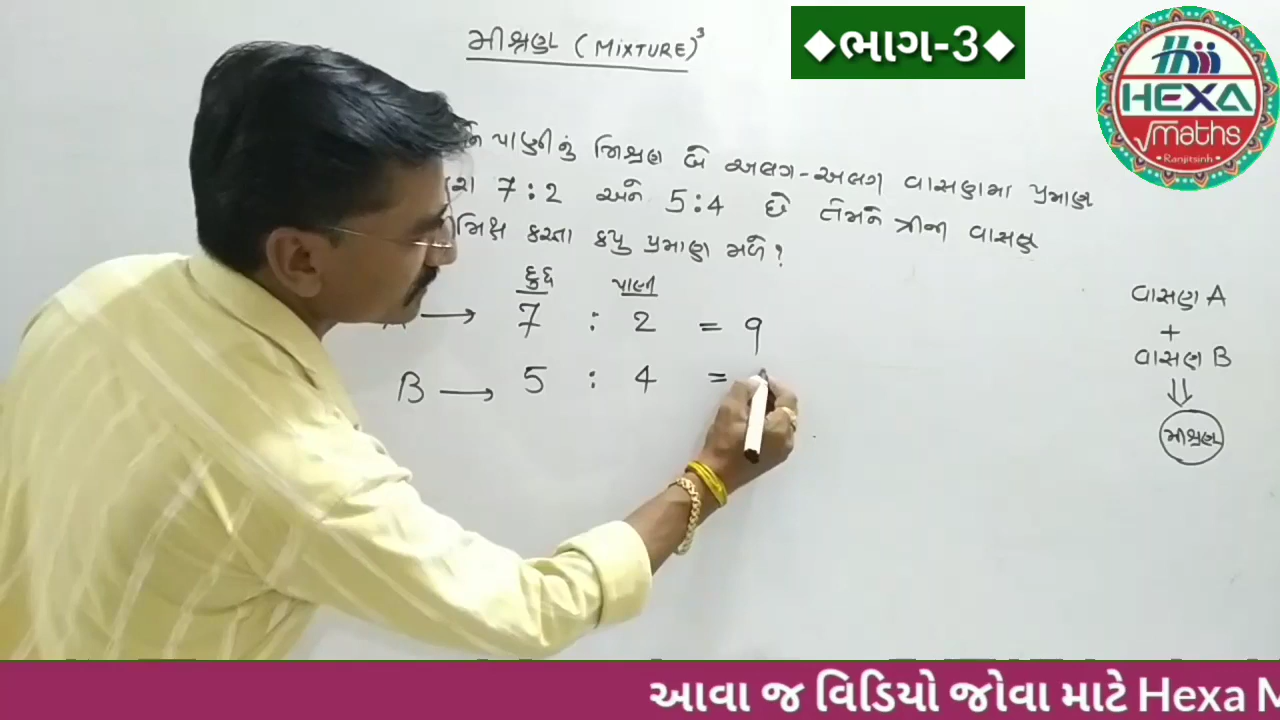 મીશ્રણ (MIXTURE)³
◆ભાગ-3◆
HEXA
√maths
• Ranjitsinh •
પાણીનું મિશ્રણ બે અલગ-અલગ વાસણમા પ્રમાણ
7:2 અને 5:4 છે તેમને ત્રીજા વાસણ
મિક્ષ કરતા કયુ પ્રમાણ મળે?
દુધ પાણી
7 : 2 = 9
B → 5 : 4 =
વાસણ A
+
વાસણ B
⇓
મીશ્રણ
આવા જ વિડિયો જોવા માટે Hexa M